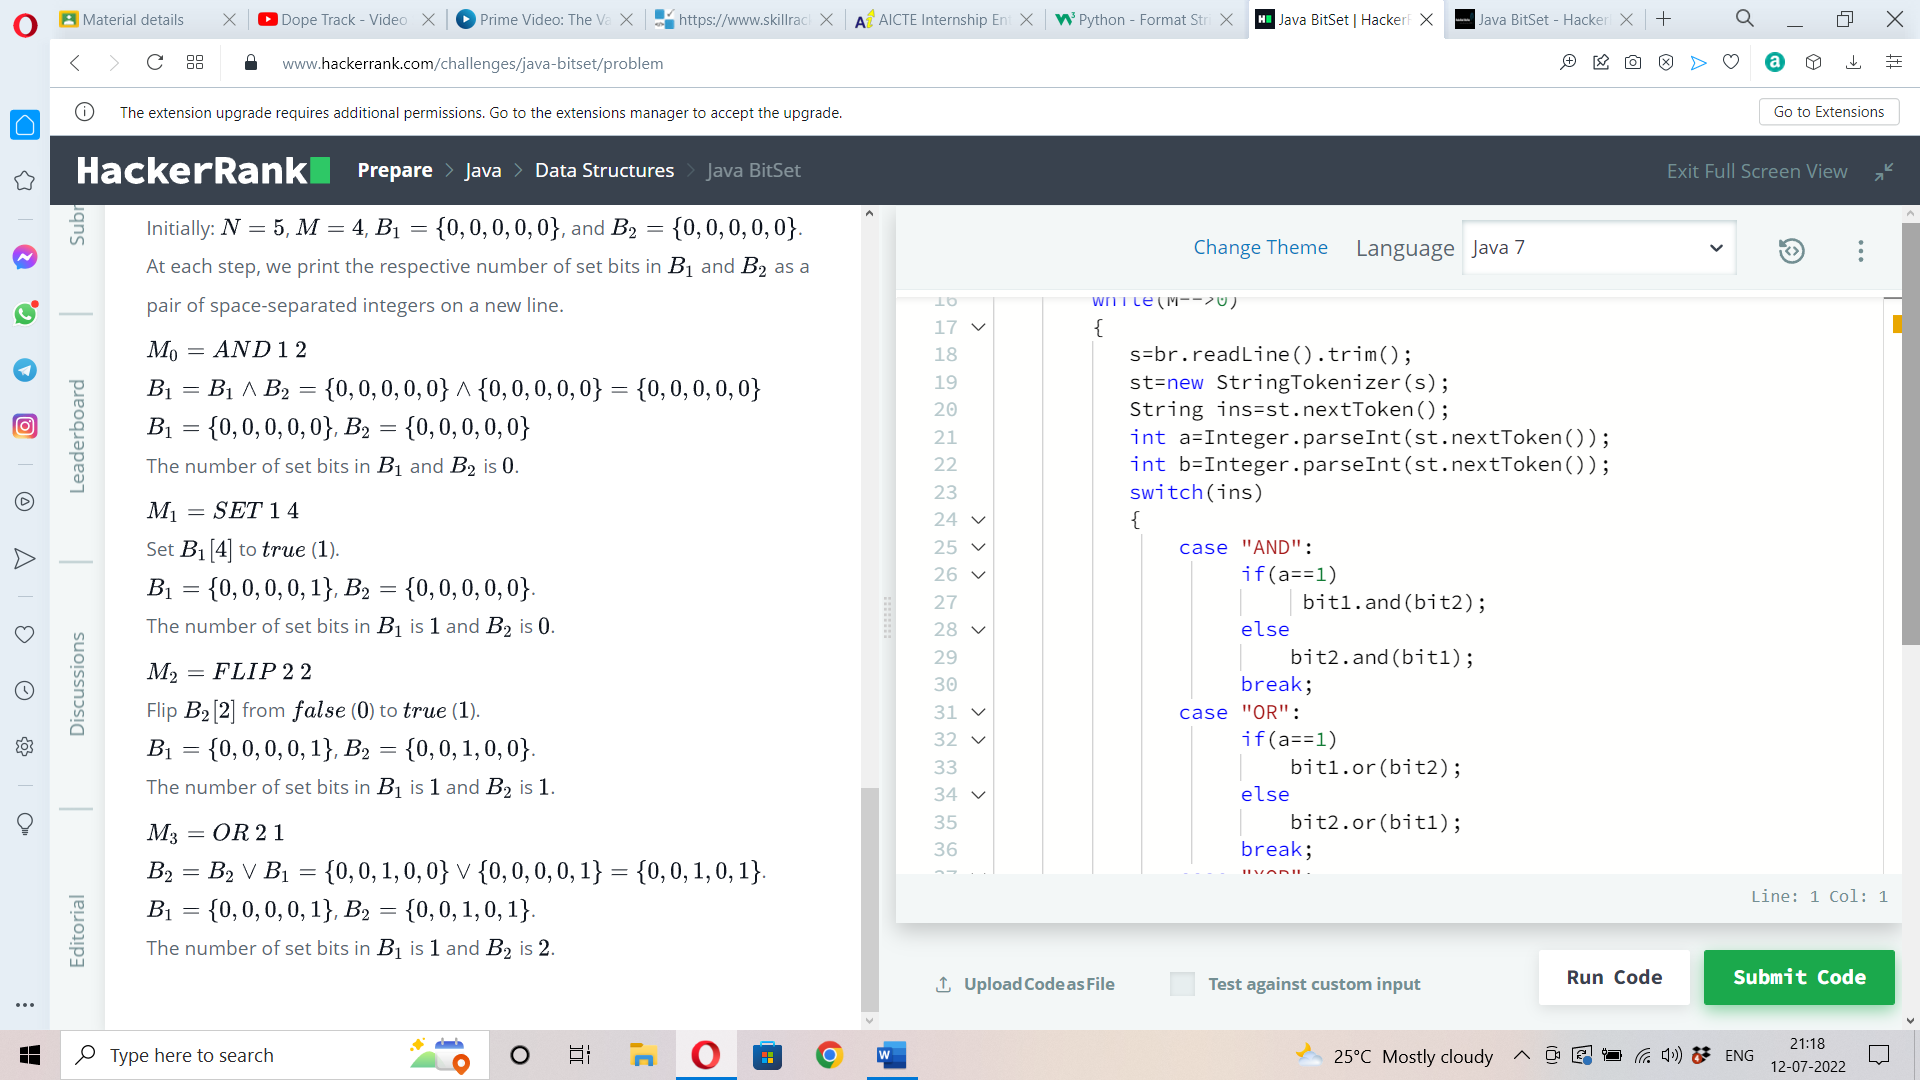 Material details
Dope Track - Video
Prime Video: The Va
https://www.skillrac
AICTE Internship En
Python - Format Str
Java BitSet | HackerR
Java BitSet - Hacker
www.hackerrank.com/challenges/java-bitset/problem
The extension upgrade requires additional permissions. Go to the extensions manager to accept the upgrade.
Go to Extensions
HackerRank
Prepare > Java > Data Structures > Java BitSet
Exit Full Screen View
Subr
Leaderboard
Discussions
Editorial
Initially: N = 5, M = 4, B₁ = {0, 0, 0, 0, 0}, and B₂ = {0, 0, 0, 0, 0}.
At each step, we print the respective number of set bits in B₁ and B₂ as a
pair of space-separated integers on a new line.
M₀ = AND 1 2
B₁ = B₁ ∧ B₂ = {0, 0, 0, 0, 0} ∧ {0, 0, 0, 0, 0} = {0, 0, 0, 0, 0}
B₁ = {0, 0, 0, 0, 0}, B₂ = {0, 0, 0, 0, 0}
The number of set bits in B₁ and B₂ is 0.
M₁ = SET 1 4
Set B₁[4] to true (1).
B₁ = {0, 0, 0, 0, 1}, B₂ = {0, 0, 0, 0, 0}.
The number of set bits in B₁ is 1 and B₂ is 0.
M₂ = FLIP 2 2
Flip B₂[2] from false (0) to true (1).
B₁ = {0, 0, 0, 0, 1}, B₂ = {0, 0, 1, 0, 0}.
The number of set bits in B₁ is 1 and B₂ is 1.
M₃ = OR 2 1
B₂ = B₂ ∨ B₁ = {0, 0, 1, 0, 0} ∨ {0, 0, 0, 0, 1} = {0, 0, 1, 0, 1}.
B₁ = {0, 0, 0, 0, 1}, B₂ = {0, 0, 1, 0, 1}.
The number of set bits in B₁ is 1 and B₂ is 2.
Change Theme Language Java 7
16 while(M-->0)
17 {
18 s=br.readLine().trim();
19 st=new StringTokenizer(s);
20 String ins=st.nextToken();
21 int a=Integer.parseInt(st.nextToken());
22 int b=Integer.parseInt(st.nextToken());
23 switch(ins)
24 {
25 case "AND":
26 if(a==1)
27 bit1.and(bit2);
28 else
29 bit2.and(bit1);
30 break;
31 case "OR":
32 if(a==1)
33 bit1.or(bit2);
34 else
35 bit2.or(bit1);
36 break;
37 case "XOR":
Line: 1 Col: 1
Upload Code as File
Test against custom input
Run Code
Submit Code
Type here to search
25°C Mostly cloudy
ENG
21:18
12-07-2022